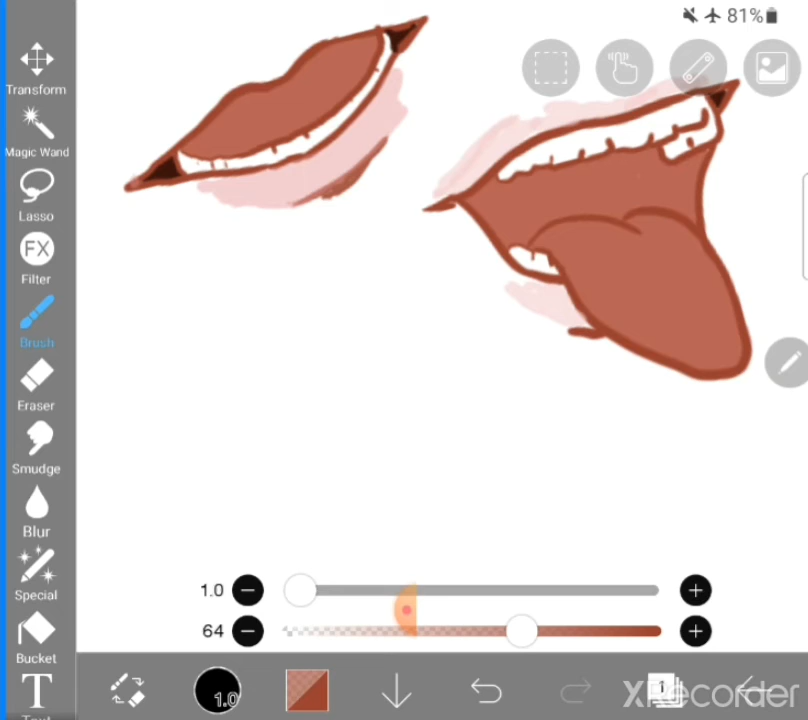 81%
Transform
Magic Wand
Lasso
FX
Filter
Brush
Eraser
Smudge
Blur
Special
Bucket
T
1.0
64
1.0
1
XRecorder